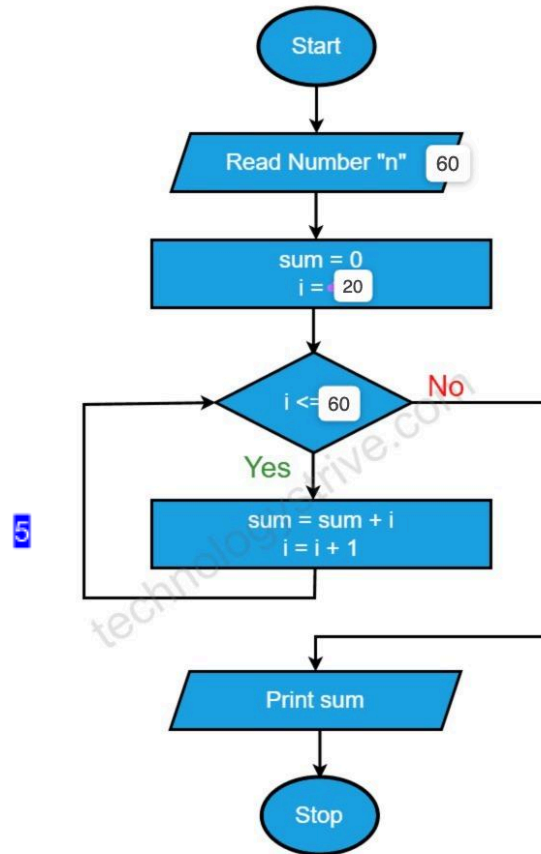 Start
Read Number "n" 60
sum = 0
i = 20
i <= 60
No
Yes
5
sum = sum + i
i = i + 1
technologystrive.com
Print sum
Stop